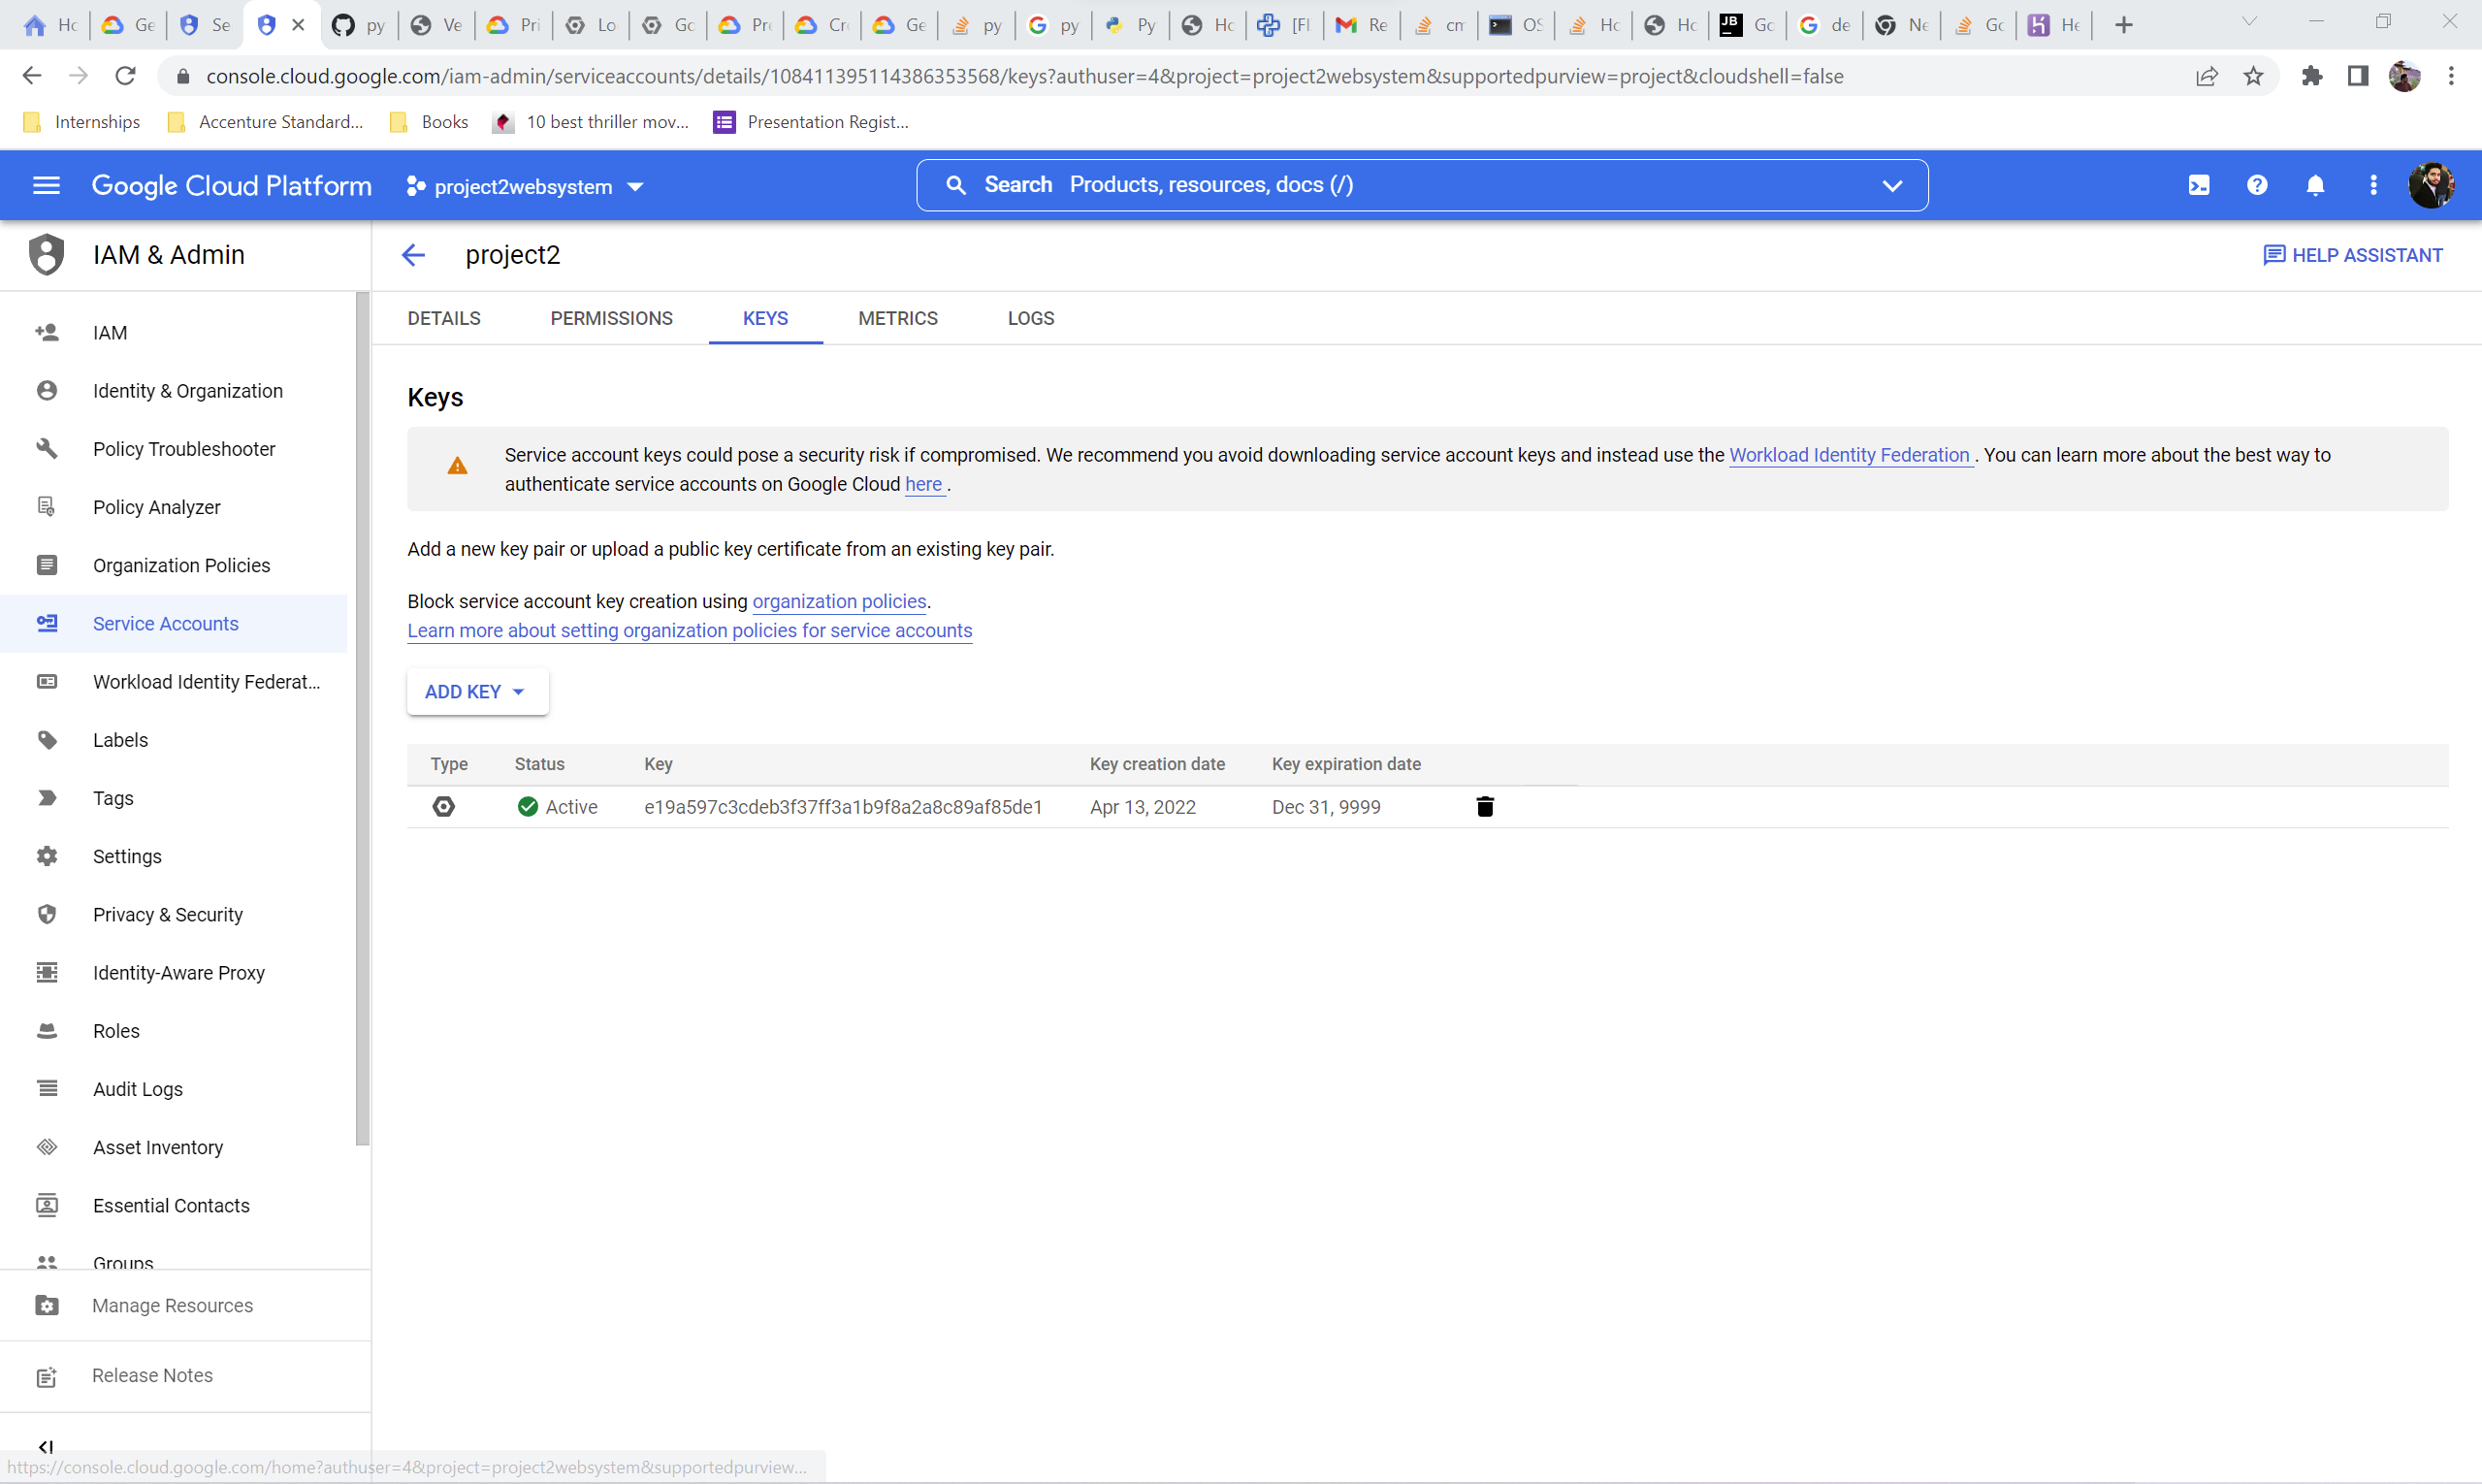 Ho
Ge
Se
py
Ve
Pri
Lo
Go
Pre
Cre
Ge
py
py
Py
Ho
[Fl
Re
cm
OS
Ho
Ho
Go
de
Ne
Go
He
console.cloud.google.com/iam-admin/serviceaccounts/details/108411395114386353568/keys?authuser=4&project=project2websystem&supportedpurview=project&cloudshell=false
Internships
Accenture Standard...
Books
10 best thriller mov...
Presentation Regist...
Google Cloud Platform
project2websystem
Search Products, resources, docs (/)
IAM & Admin
project2
HELP ASSISTANT
DETAILS
PERMISSIONS
KEYS
METRICS
LOGS
IAM
Identity & Organization
Policy Troubleshooter
Policy Analyzer
Organization Policies
Service Accounts
Workload Identity Federat...
Labels
Tags
Settings
Privacy & Security
Identity-Aware Proxy
Roles
Audit Logs
Asset Inventory
Essential Contacts
Groups
Manage Resources
Release Notes
Keys
Service account keys could pose a security risk if compromised. We recommend you avoid downloading service account keys and instead use the Workload Identity Federation . You can learn more about the best way to
authenticate service accounts on Google Cloud here .
Add a new key pair or upload a public key certificate from an existing key pair.
Block service account key creation using organization policies.
Learn more about setting organization policies for service accounts
ADD KEY
Type Status Key Key creation date Key expiration date
Active e19a597c3cdeb3f37ff3a1b9f8a2a8c89af85de1 Apr 13, 2022 Dec 31, 9999
https://console.cloud.google.com/home?authuser=4&project=project2websystem&supportedpurview...